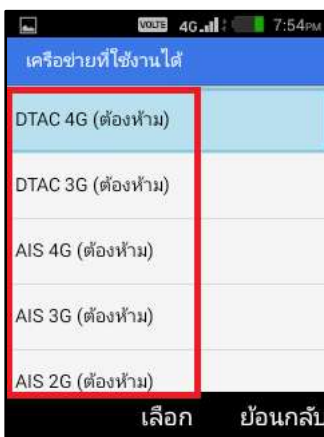 VOLTE 4G 7:54PM
เครือข่ายที่ใช้งานได้
DTAC 4G (ต้องห้าม)
DTAC 3G (ต้องห้าม)
AIS 4G (ต้องห้าม)
AIS 3G (ต้องห้าม)
AIS 2G (ต้องห้าม)
เลือก ย้อนกลับ